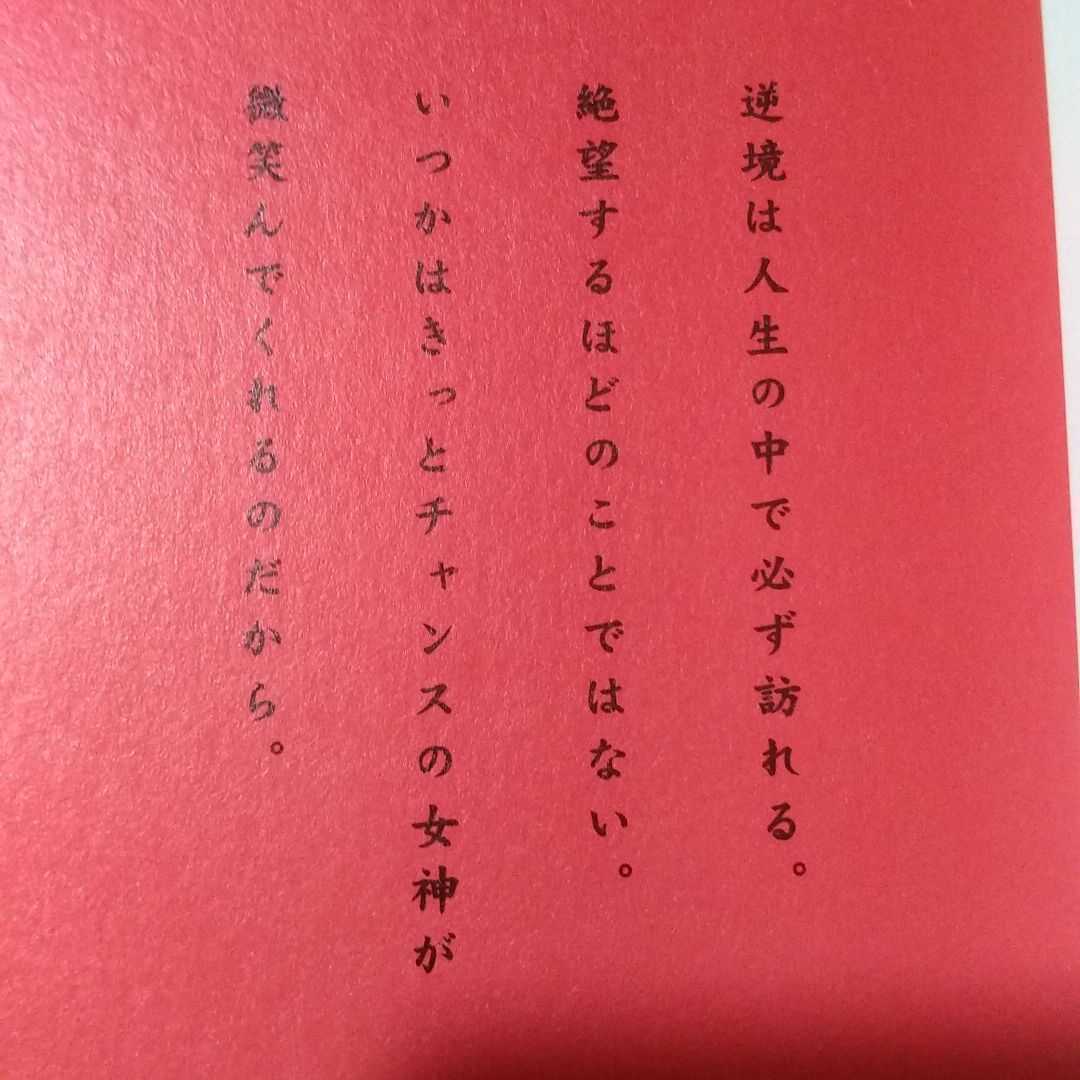 逆境は人生の中で必ず訪れる。
絶望するほどのことではない。
いつかはきっとチャンスの女神が
微笑んでくれるのだから。